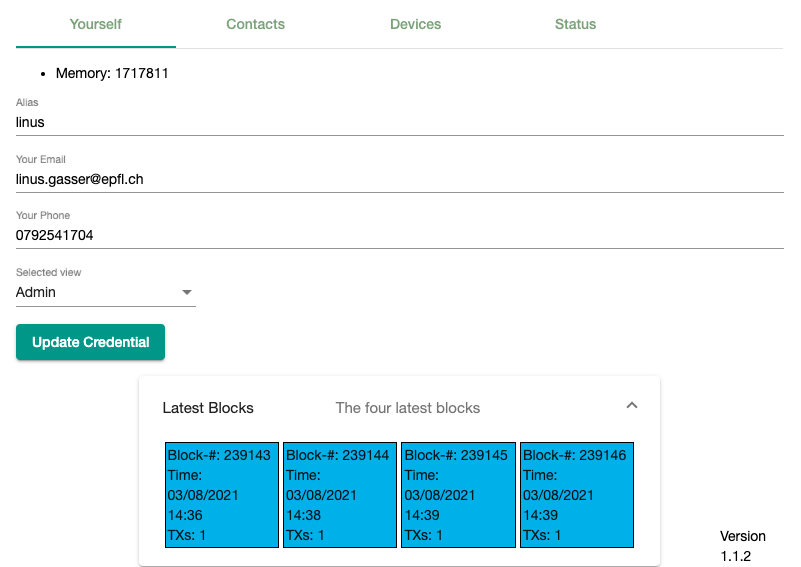 Yourself Contacts Devices Status
• Memory: 1717811
Alias
linus
Your Email
linus.gasser@epfl.ch
Your Phone
0792541704
Selected view
Admin
Update Credential
Latest Blocks The four latest blocks
Block-#: 239143
Time:
03/08/2021
14:36
TXs: 1
Block-#: 239144
Time:
03/08/2021
14:38
TXs: 1
Block-#: 239145
Time:
03/08/2021
14:39
TXs: 1
Block-#: 239146
Time:
03/08/2021
14:39
TXs: 1
Version
1.1.2